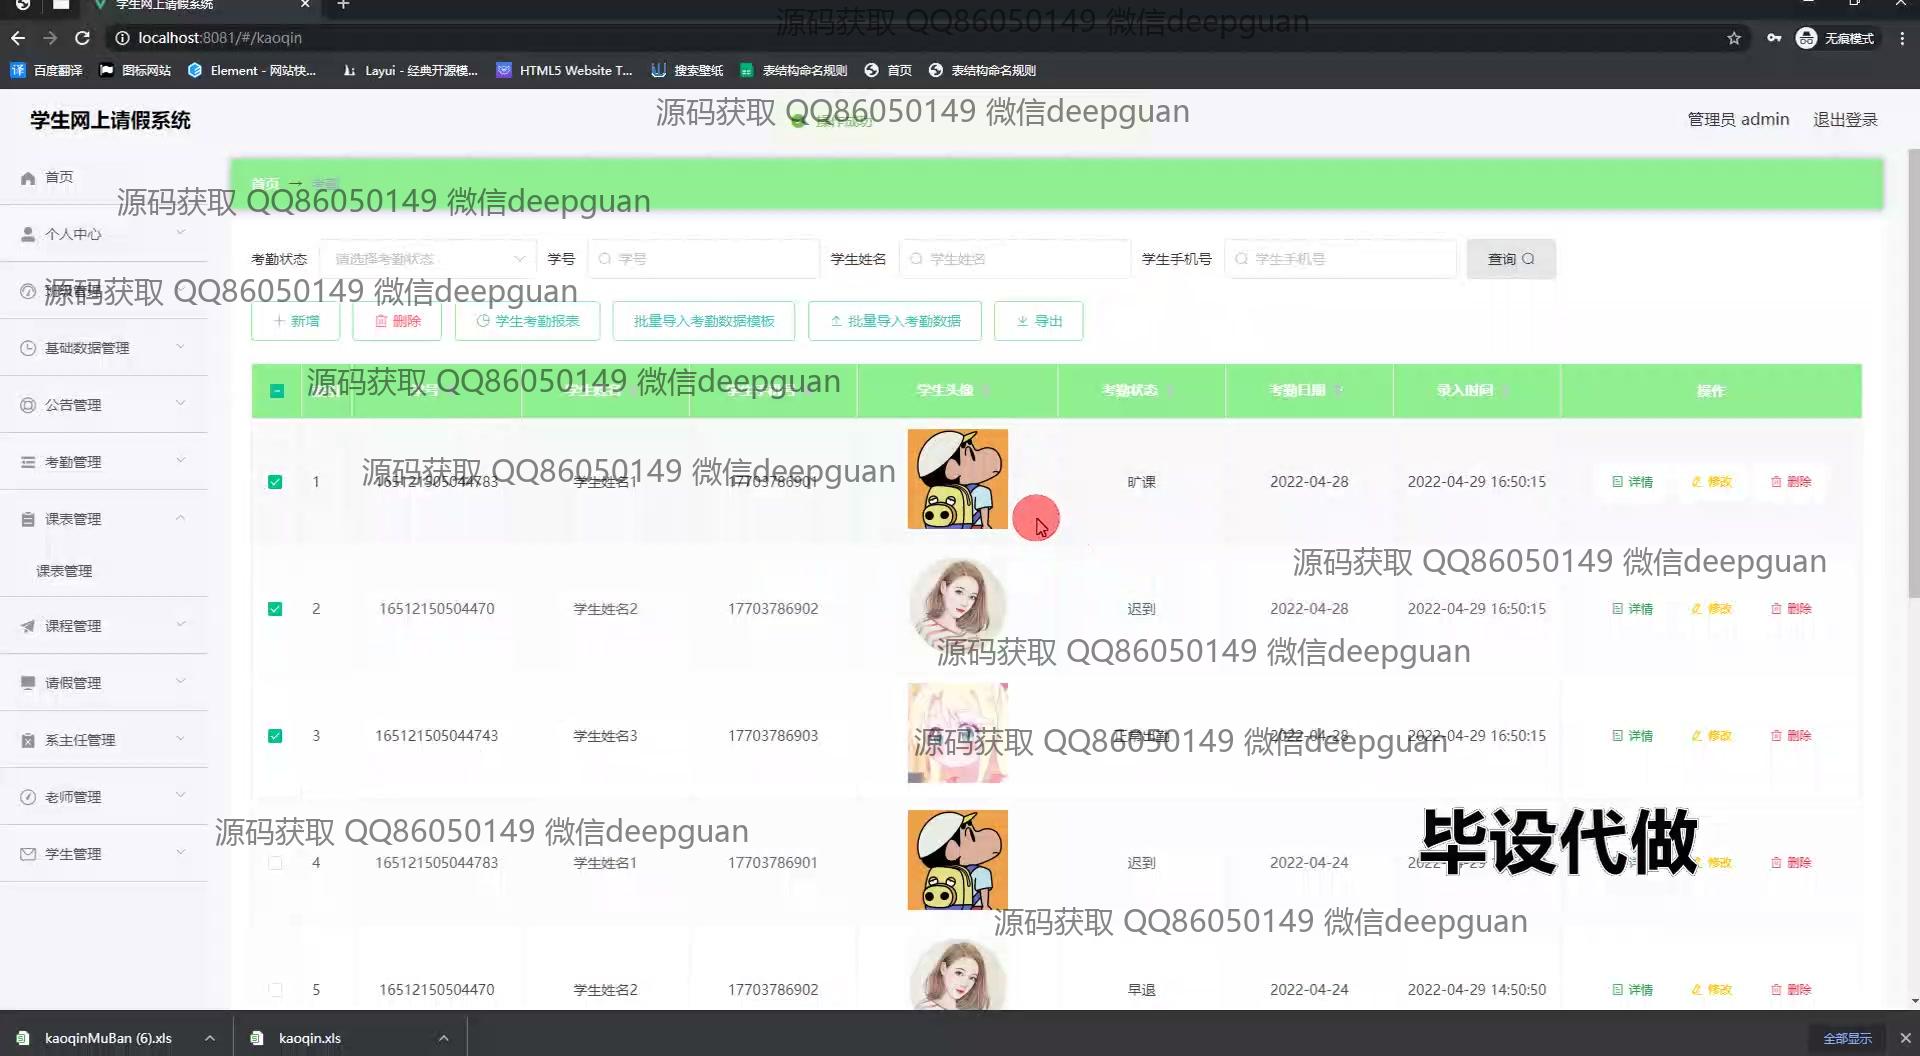 学生网上请假系统
源码获取 QQ86050149 微信deepguan
localhost:8081/#/kaoqin
无痕模式
百度翻译 图标网站 Element - 网站快... Layui - 经典开源模... HTML5 Website T... 搜索壁纸 表结构命名规则 首页 表结构命名规则
学生网上请假系统
源码获取 QQ86050149 微信deepguan
操作成功
管理员 admin 退出登录
首页
首页 →
源码获取 QQ86050149 微信deepguan
个人中心
考勤状态 请选择考勤状态 学号 学号 学生姓名 学生姓名 学生手机号 学生手机号 查询
源码获取 QQ86050149 微信deepguan
新增 删除 学生考勤报表 批量导入考勤数据模板 批量导入考勤数据 导出
基础数据管理
源码获取 QQ86050149 微信deepguan
学生头像 考勤状态 考勤日期 录入时间 操作
公告管理
考勤管理
源码获取 QQ86050149 微信deepguan
1 165121905044783 学生姓名1 17703786901 旷课 2022-04-28 2022-04-29 16:50:15 详情 修改 删除
课表管理
课表管理
源码获取 QQ86050149 微信deepguan
2 16512150504470 学生姓名2 17703786902 迟到 2022-04-28 2022-04-29 16:50:15 详情 修改 删除
课程管理
源码获取 QQ86050149 微信deepguan
请假管理
3 165121505044743 学生姓名3 17703786903 正常出勤 2022-04-28 2022-04-29 16:50:15 详情 修改 删除
源码获取 QQ86050149 微信deepguan
系主任管理
老师管理
源码获取 QQ86050149 微信deepguan
毕设代做
学生管理
4 165121505044783 学生姓名1 17703786901 迟到 2022-04-24 2022-04-29 修改 删除
源码获取 QQ86050149 微信deepguan
5 16512150504470 学生姓名2 17703786902 早退 2022-04-24 2022-04-29 14:50:50 详情 修改 删除
kaoqinMuBan (6).xls kaoqin.xls 全部显示